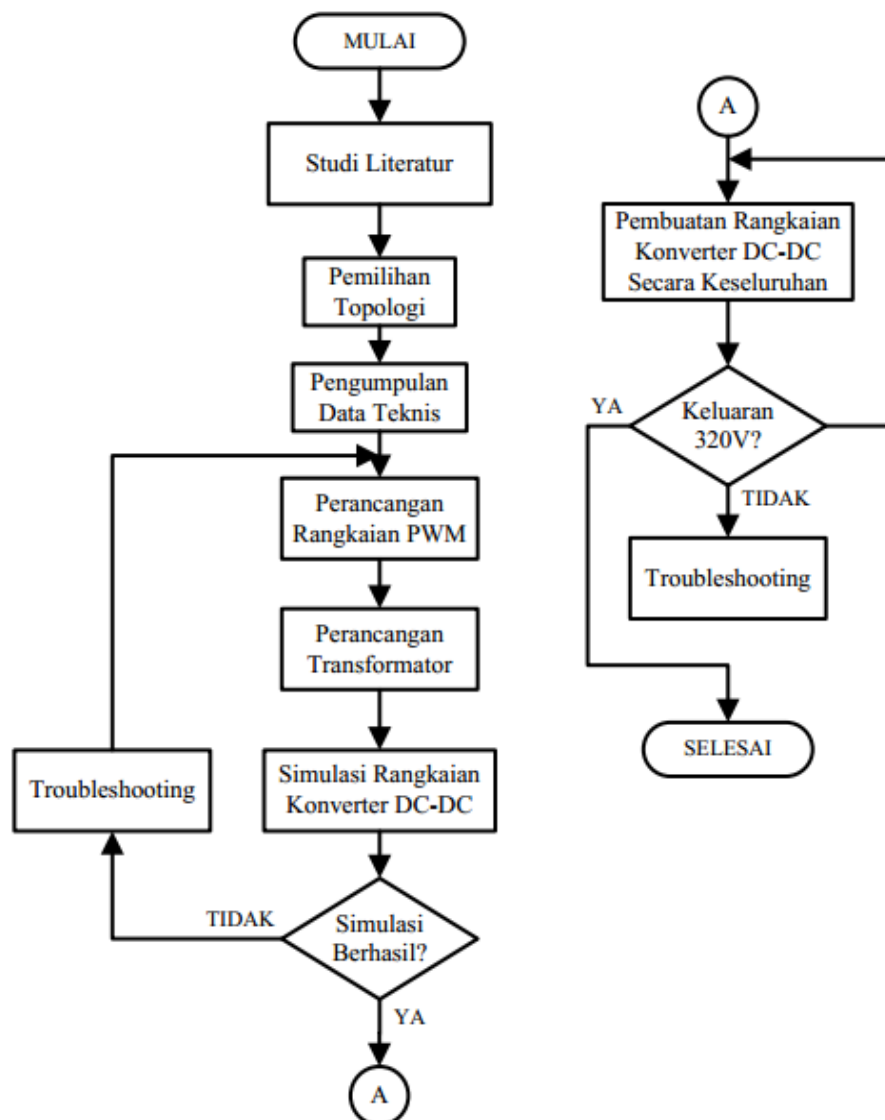 MULAI
Studi Literatur
Pemilihan
Topologi
Pengumpulan
Data Teknis
Perancangan
Rangkaian PWM
Perancangan
Transformator
Simulasi Rangkaian
Konverter DC-DC
Troubleshooting
Simulasi
Berhasil?
TIDAK
YA
A
A
Pembuatan Rangkaian
Konverter DC-DC
Secara Keseluruhan
Keluaran
320V?
YA
TIDAK
Troubleshooting
SELESAI